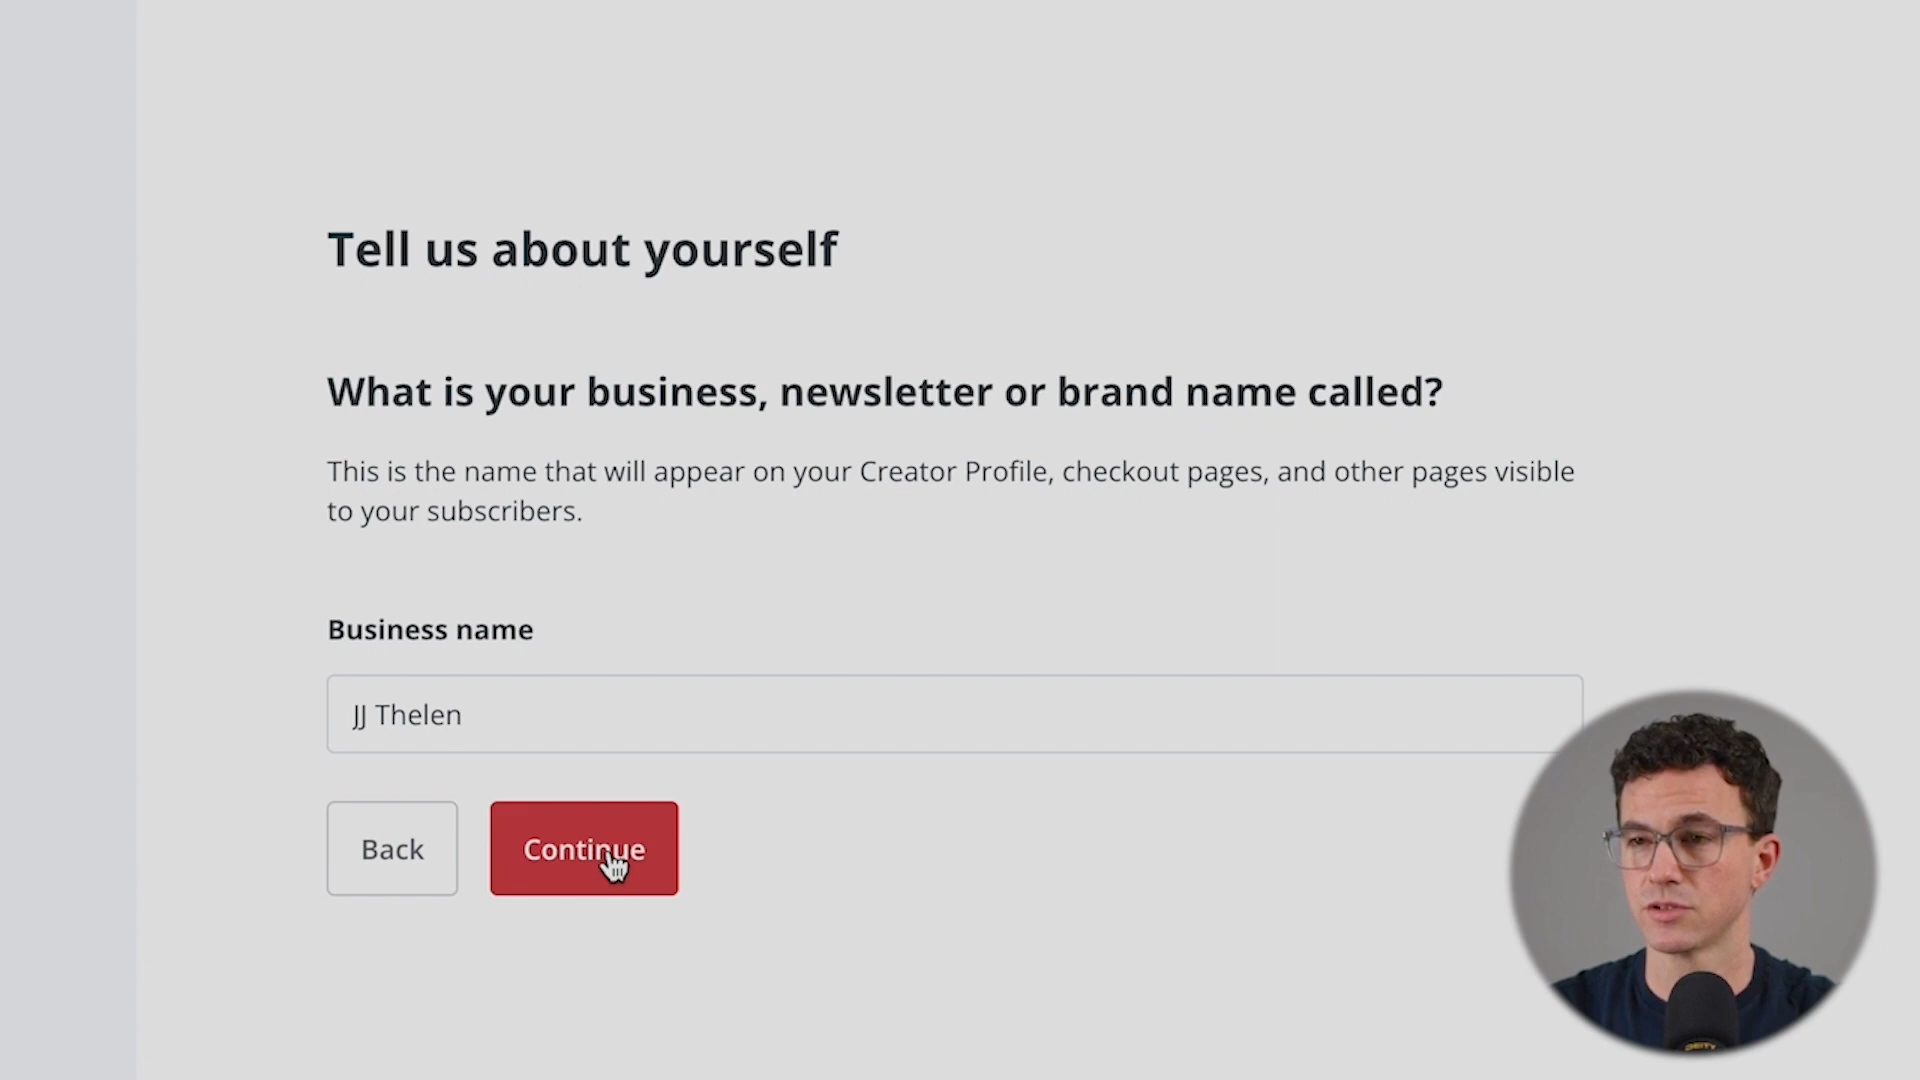 Tell us about yourself
What is your business, newsletter or brand name called?
This is the name that will appear on your Creator Profile, checkout pages, and other pages visible
to your subscribers.
Business name
JJ Thelen
Back
Continue
DEITY